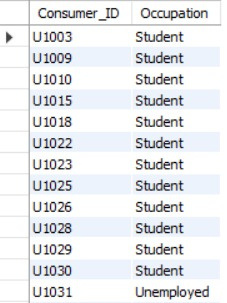 Consumer_ID Occupation
U1003 Student
U1009 Student
U1010 Student
U1015 Student
U1018 Student
U1022 Student
U1023 Student
U1025 Student
U1026 Student
U1028 Student
U1029 Student
U1030 Student
U1031 Unemployed